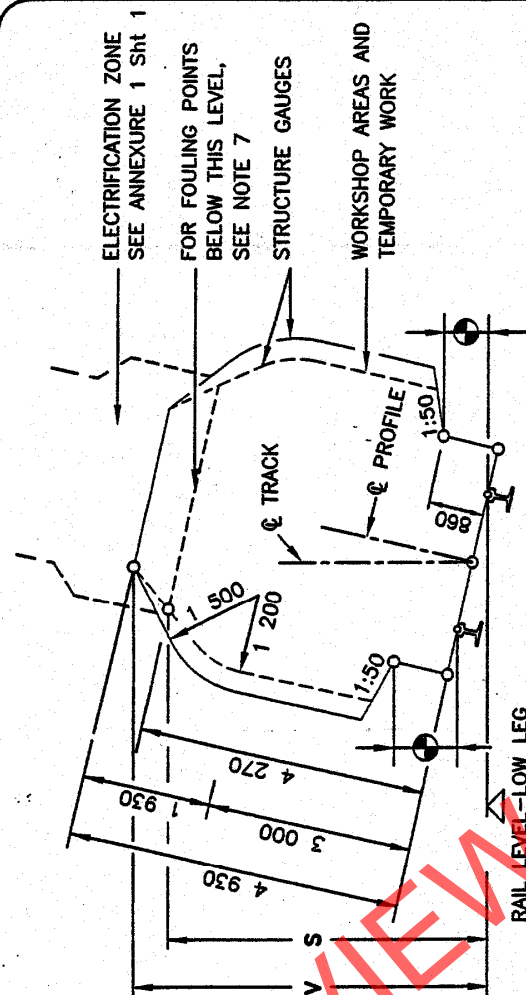 ELECTRIFICATION ZONE
SEE ANNEXURE 1 Sht 1
FOR FOULING POINTS
BELOW THIS LEVEL,
SEE NOTE 7
STRUCTURE GAUGES
WORKSHOP AREAS AND
TEMPORARY WORK
℄ TRACK
℄ PROFILE
1:50
860
1 500
1 200
1:50
4 270
1 930
3 000
4 930
S
V
RAIL LEVEL-LOW LEG
VIEW